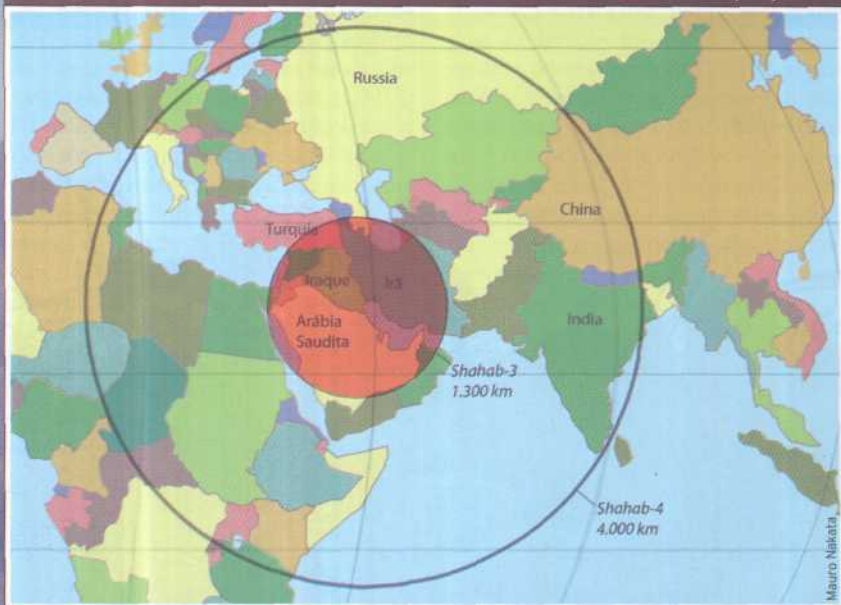 Russia
China
Turquia
Iraque
Irã
Arábia
Saudita
India
Shahab-3
1.300 km
Shahab-4
4.000 km
Mauro Nakata